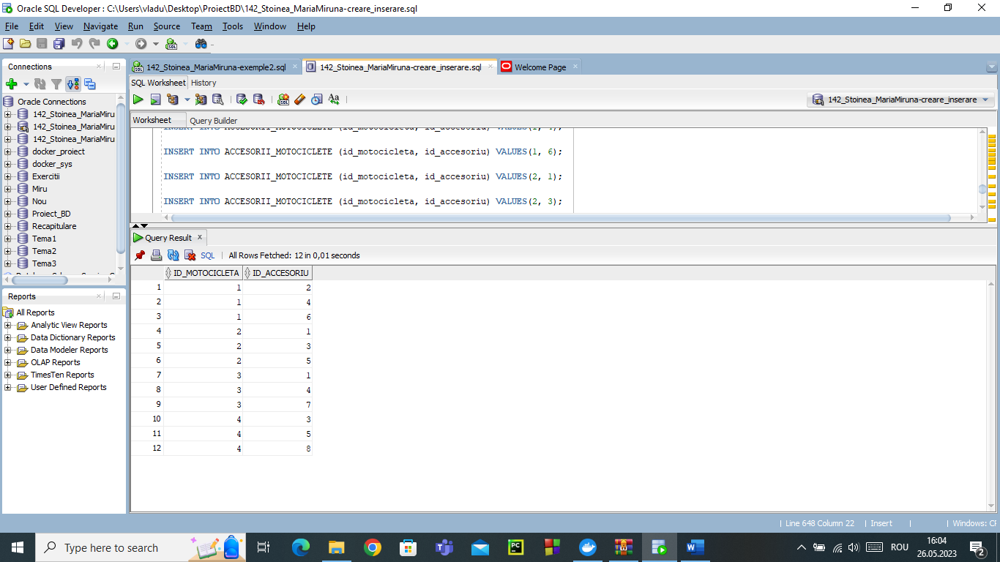 Oracle SQL Developer : C:\Users\vladu\Desktop\ProiectBD\142_Stoinea_MariaMiruna-creare_inserare.sql
File Edit View Navigate Run Source Team Tools Window Help
Connections
Oracle Connections
142_Stoinea_MariaMiru
142_Stoinea_MariaMiru
142_Stoinea_MariaMiru
docker_proiect
docker_sys
Exercitii
Miru
Nou
Proiect_BD
Recapitulare
Tema1
Tema2
Tema3
Reports
All Reports
Analytic View Reports
Data Dictionary Reports
Data Modeler Reports
OLAP Reports
TimesTen Reports
User Defined Reports
142_Stoinea_MariaMiruna-exemple2.sql 142_Stoinea_MariaMiruna-creare_inserare.sql Welcome Page
SQL Worksheet History
142_Stoinea_MariaMiruna-creare_inserare
Worksheet Query Builder
INSERT INTO ACCESORII_MOTOCICLETE (id_motocicleta, id_accesoriu) VALUES(1, 4);
INSERT INTO ACCESORII_MOTOCICLETE (id_motocicleta, id_accesoriu) VALUES(1, 6);
INSERT INTO ACCESORII_MOTOCICLETE (id_motocicleta, id_accesoriu) VALUES(2, 1);
INSERT INTO ACCESORII_MOTOCICLETE (id_motocicleta, id_accesoriu) VALUES(2, 3);
Query Result x
SQL | All Rows Fetched: 12 in 0,01 seconds
ID_MOTOCICLETA ID_ACCESORIU
1 1 2
2 1 4
3 1 6
4 2 1
5 2 3
6 2 5
7 3 1
8 3 4
9 3 7
10 4 3
11 4 5
12 4 8
Line 648 Column 22 | Insert | | Windows: CF
Type here to search
ROU
16:04
26.05.2023
2